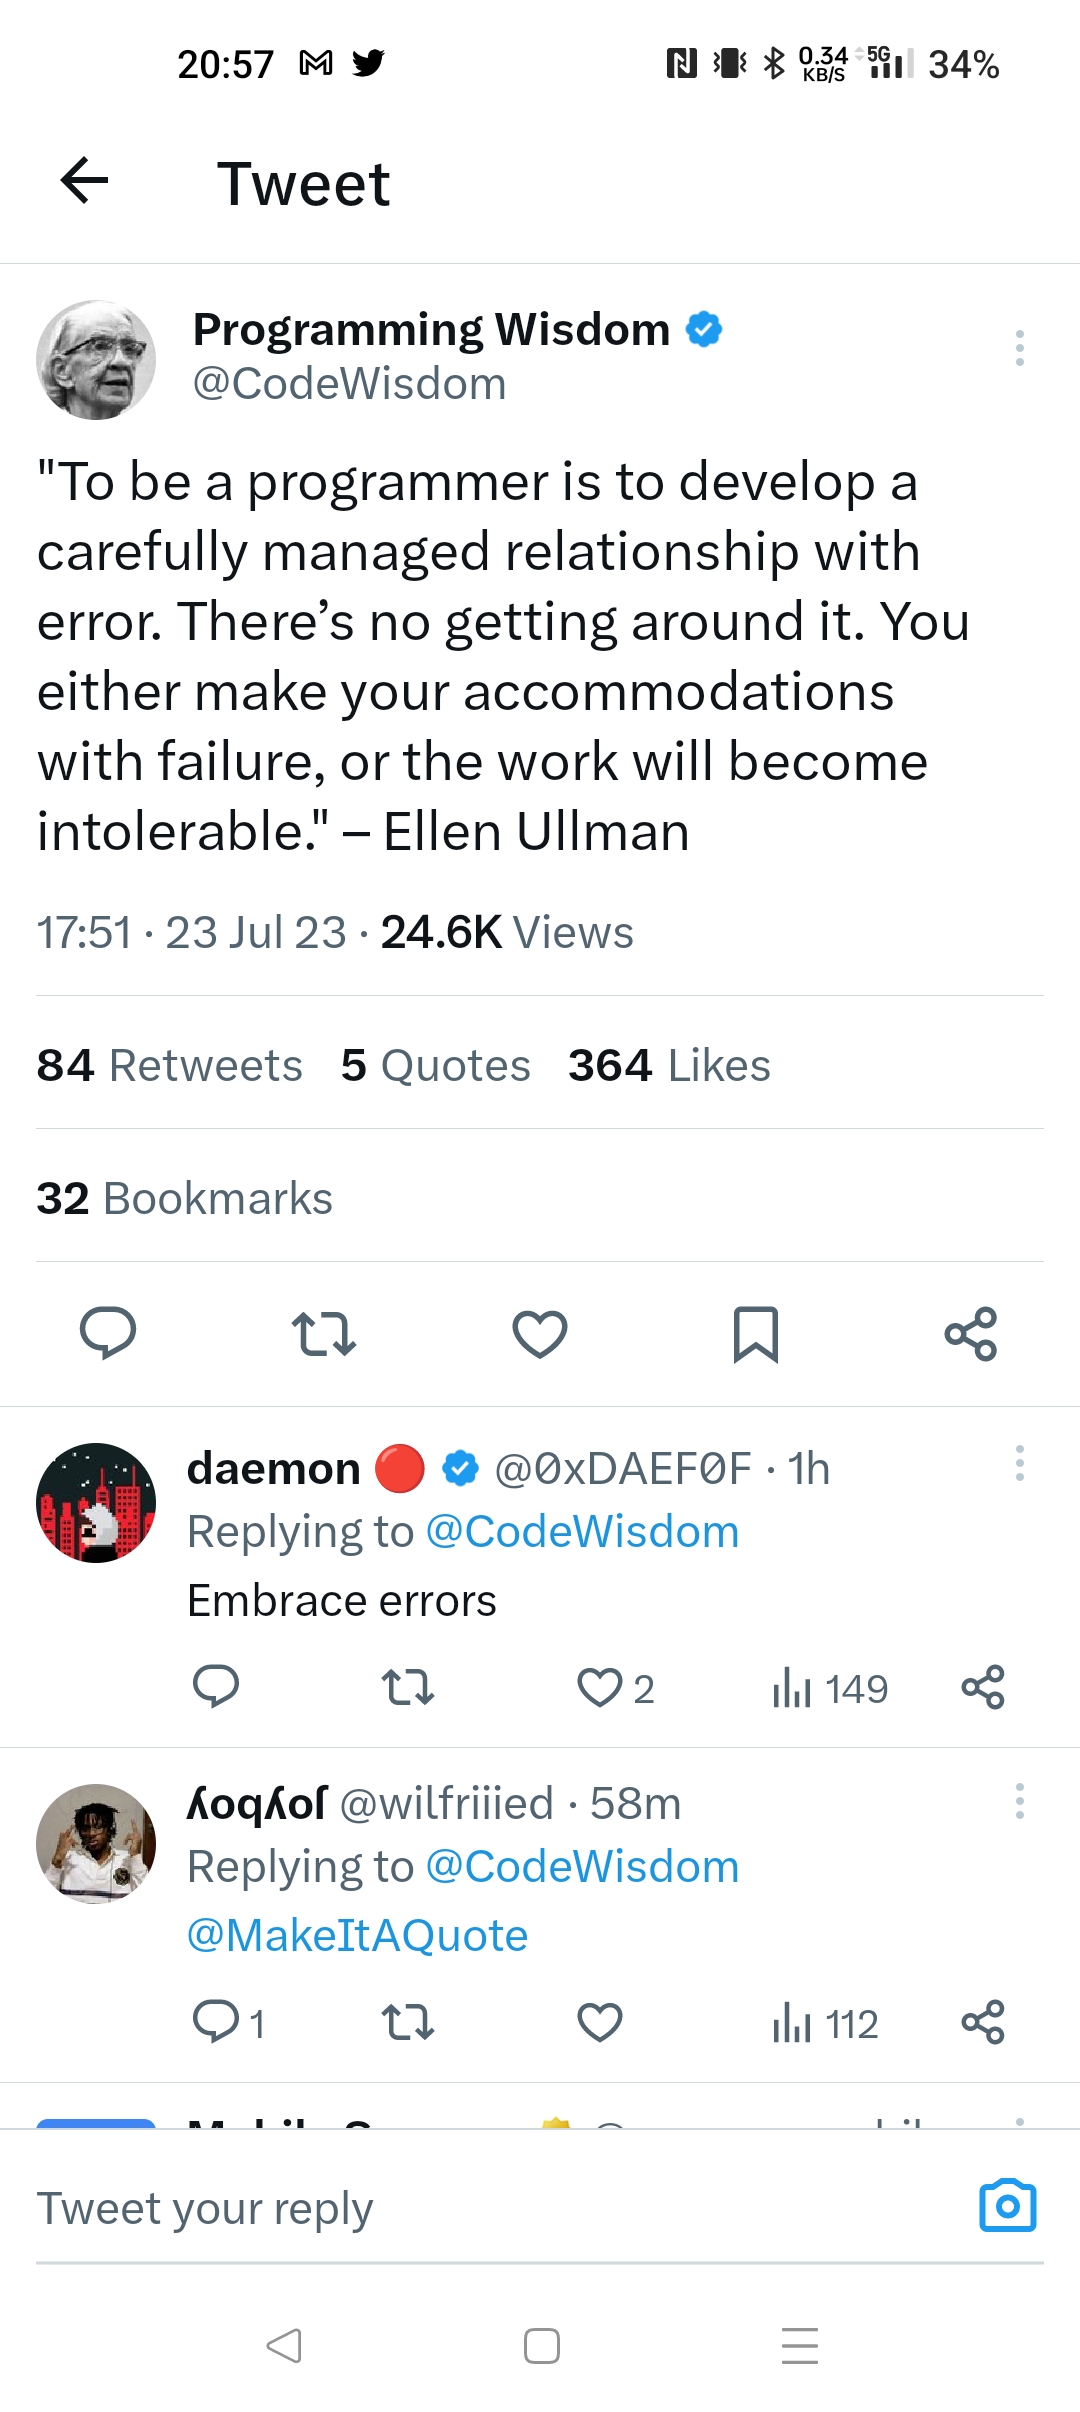 20:57 0.34 KB/S 5G 34%
Tweet
Programming Wisdom
@CodeWisdom
"To be a programmer is to develop a
carefully managed relationship with
error. There’s no getting around it. You
either make your accommodations
with failure, or the work will become
intolerable." – Ellen Ullman
17:51 · 23 Jul 23 · 24.6K Views
84 Retweets 5 Quotes 364 Likes
32 Bookmarks
daemon 🔴 @0xDAEF0F · 1h
Replying to @CodeWisdom
Embrace errors
2 149
ʎoqʎoſ @wilfriiied · 58m
Replying to @CodeWisdom
@MakeItAQuote
1 112
Tweet your reply